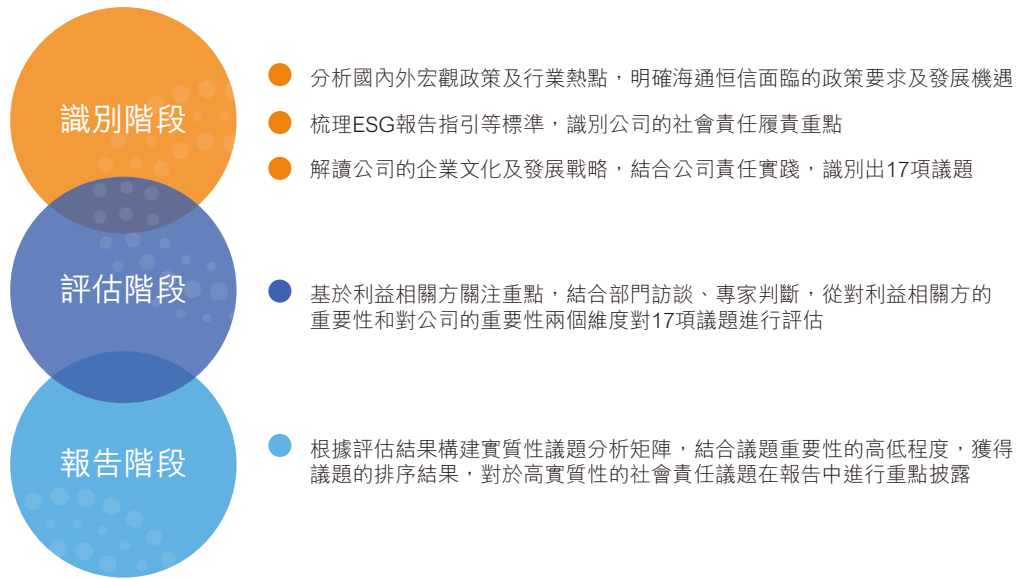 識別階段
分析國內外宏觀政策及行業熱點，明確海通恒信面臨的政策要求及發展機遇
梳理ESG報告指引等標準，識別公司的社會責任履責重點
解讀公司的企業文化及發展戰略，結合公司責任實踐，識別出17項議題
評估階段
基於利益相關方關注重點，結合部門訪談、專家判斷，從對利益相關方的
重要性和對公司的重要性兩個維度對17項議題進行評估
報告階段
根據評估結果構建實質性議題分析矩陣，結合議題重要性的高低程度，獲得
議題的排序結果，對於高實質性的社會責任議題在報告中進行重點披露